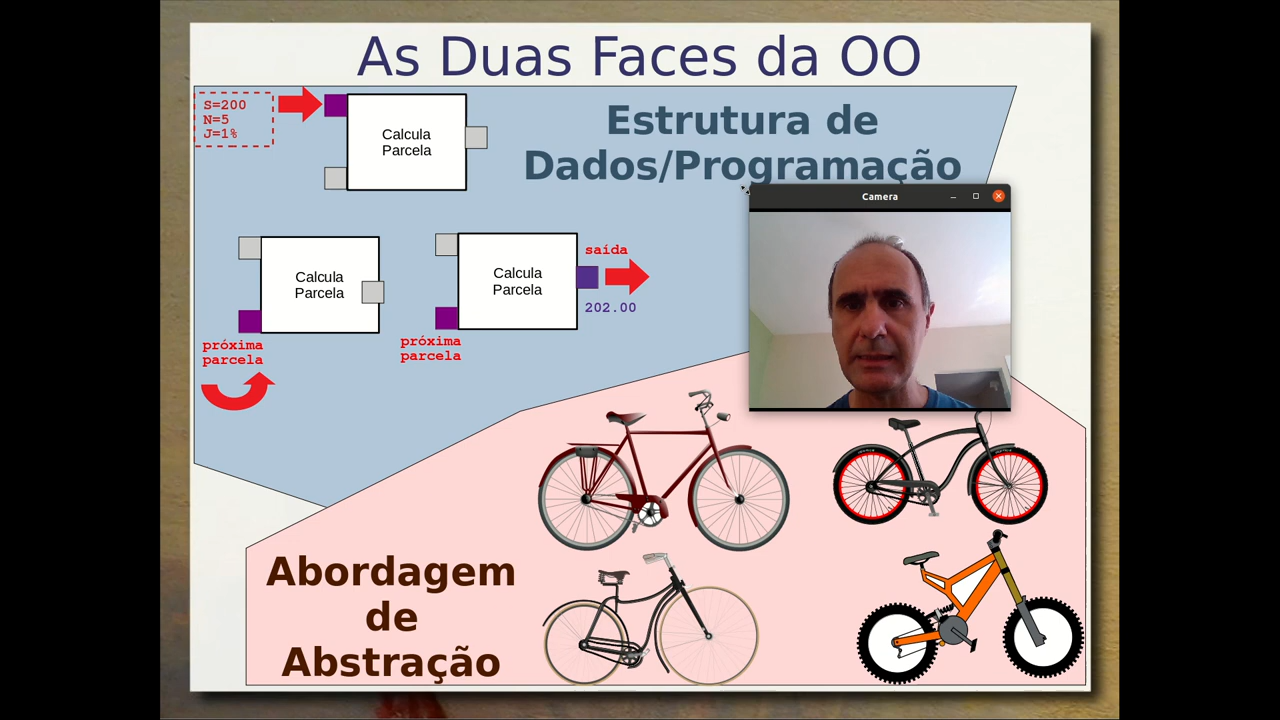 As Duas Faces da OO
S=200
N=5
J=1%
Calcula
Parcela
Estrutura de
Dados/Programação
Camera
Calcula
Parcela
próxima
parcela
Calcula
Parcela
saída
202.00
próxima
parcela
Abordagem
de
Abstração